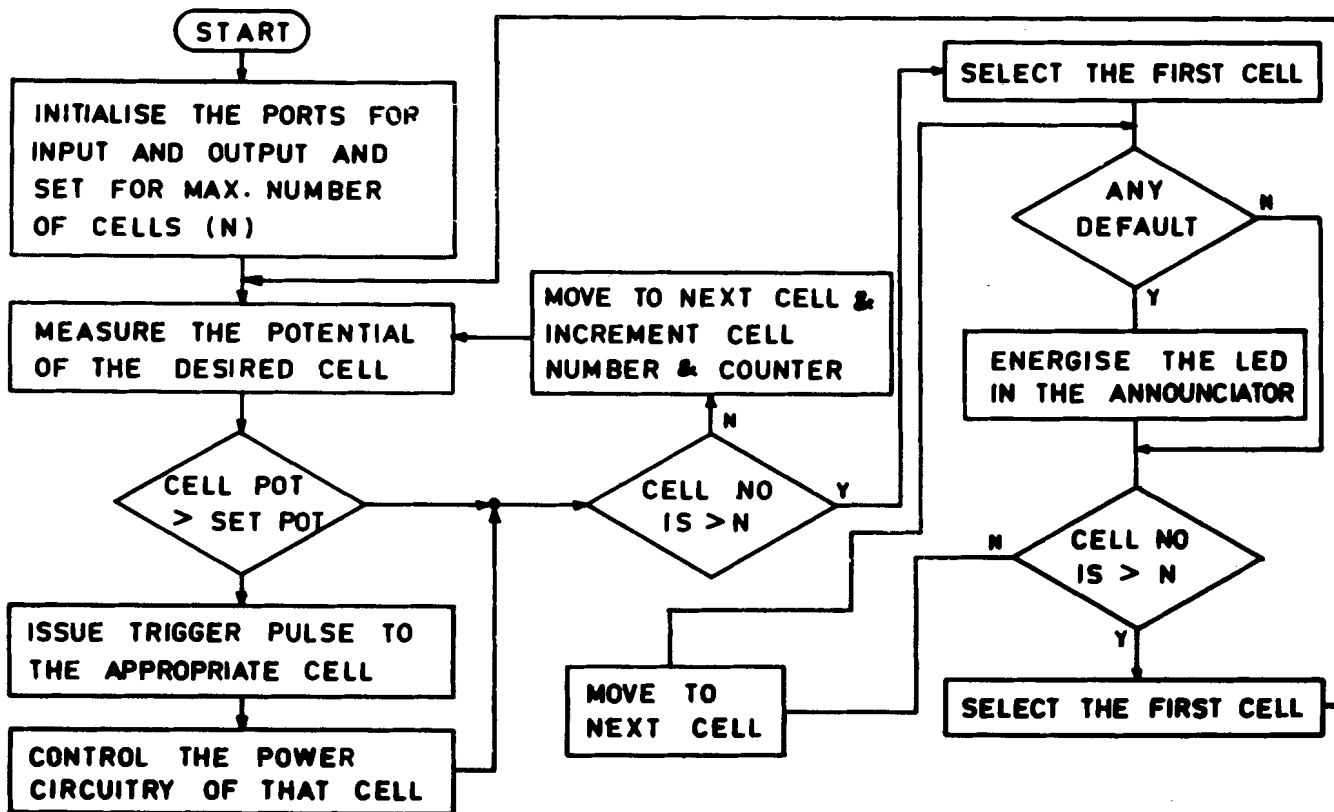 START
INITIALISE THE PORTS FOR
INPUT AND OUTPUT AND
SET FOR MAX. NUMBER
OF CELLS (N)
MEASURE THE POTENTIAL
OF THE DESIRED CELL
CELL POT
> SET POT
ISSUE TRIGGER PULSE TO
THE APPROPRIATE CELL
CONTROL THE POWER
CIRCUITRY OF THAT CELL
MOVE TO NEXT CELL &
INCREMENT CELL
NUMBER & COUNTER
N
CELL NO
IS > N
Y
SELECT THE FIRST CELL
ANY
DEFAULT
N
Y
ENERGISE THE LED
IN THE ANNOUNCIATOR
N
CELL NO
IS > N
Y
MOVE TO
NEXT CELL
SELECT THE FIRST CELL